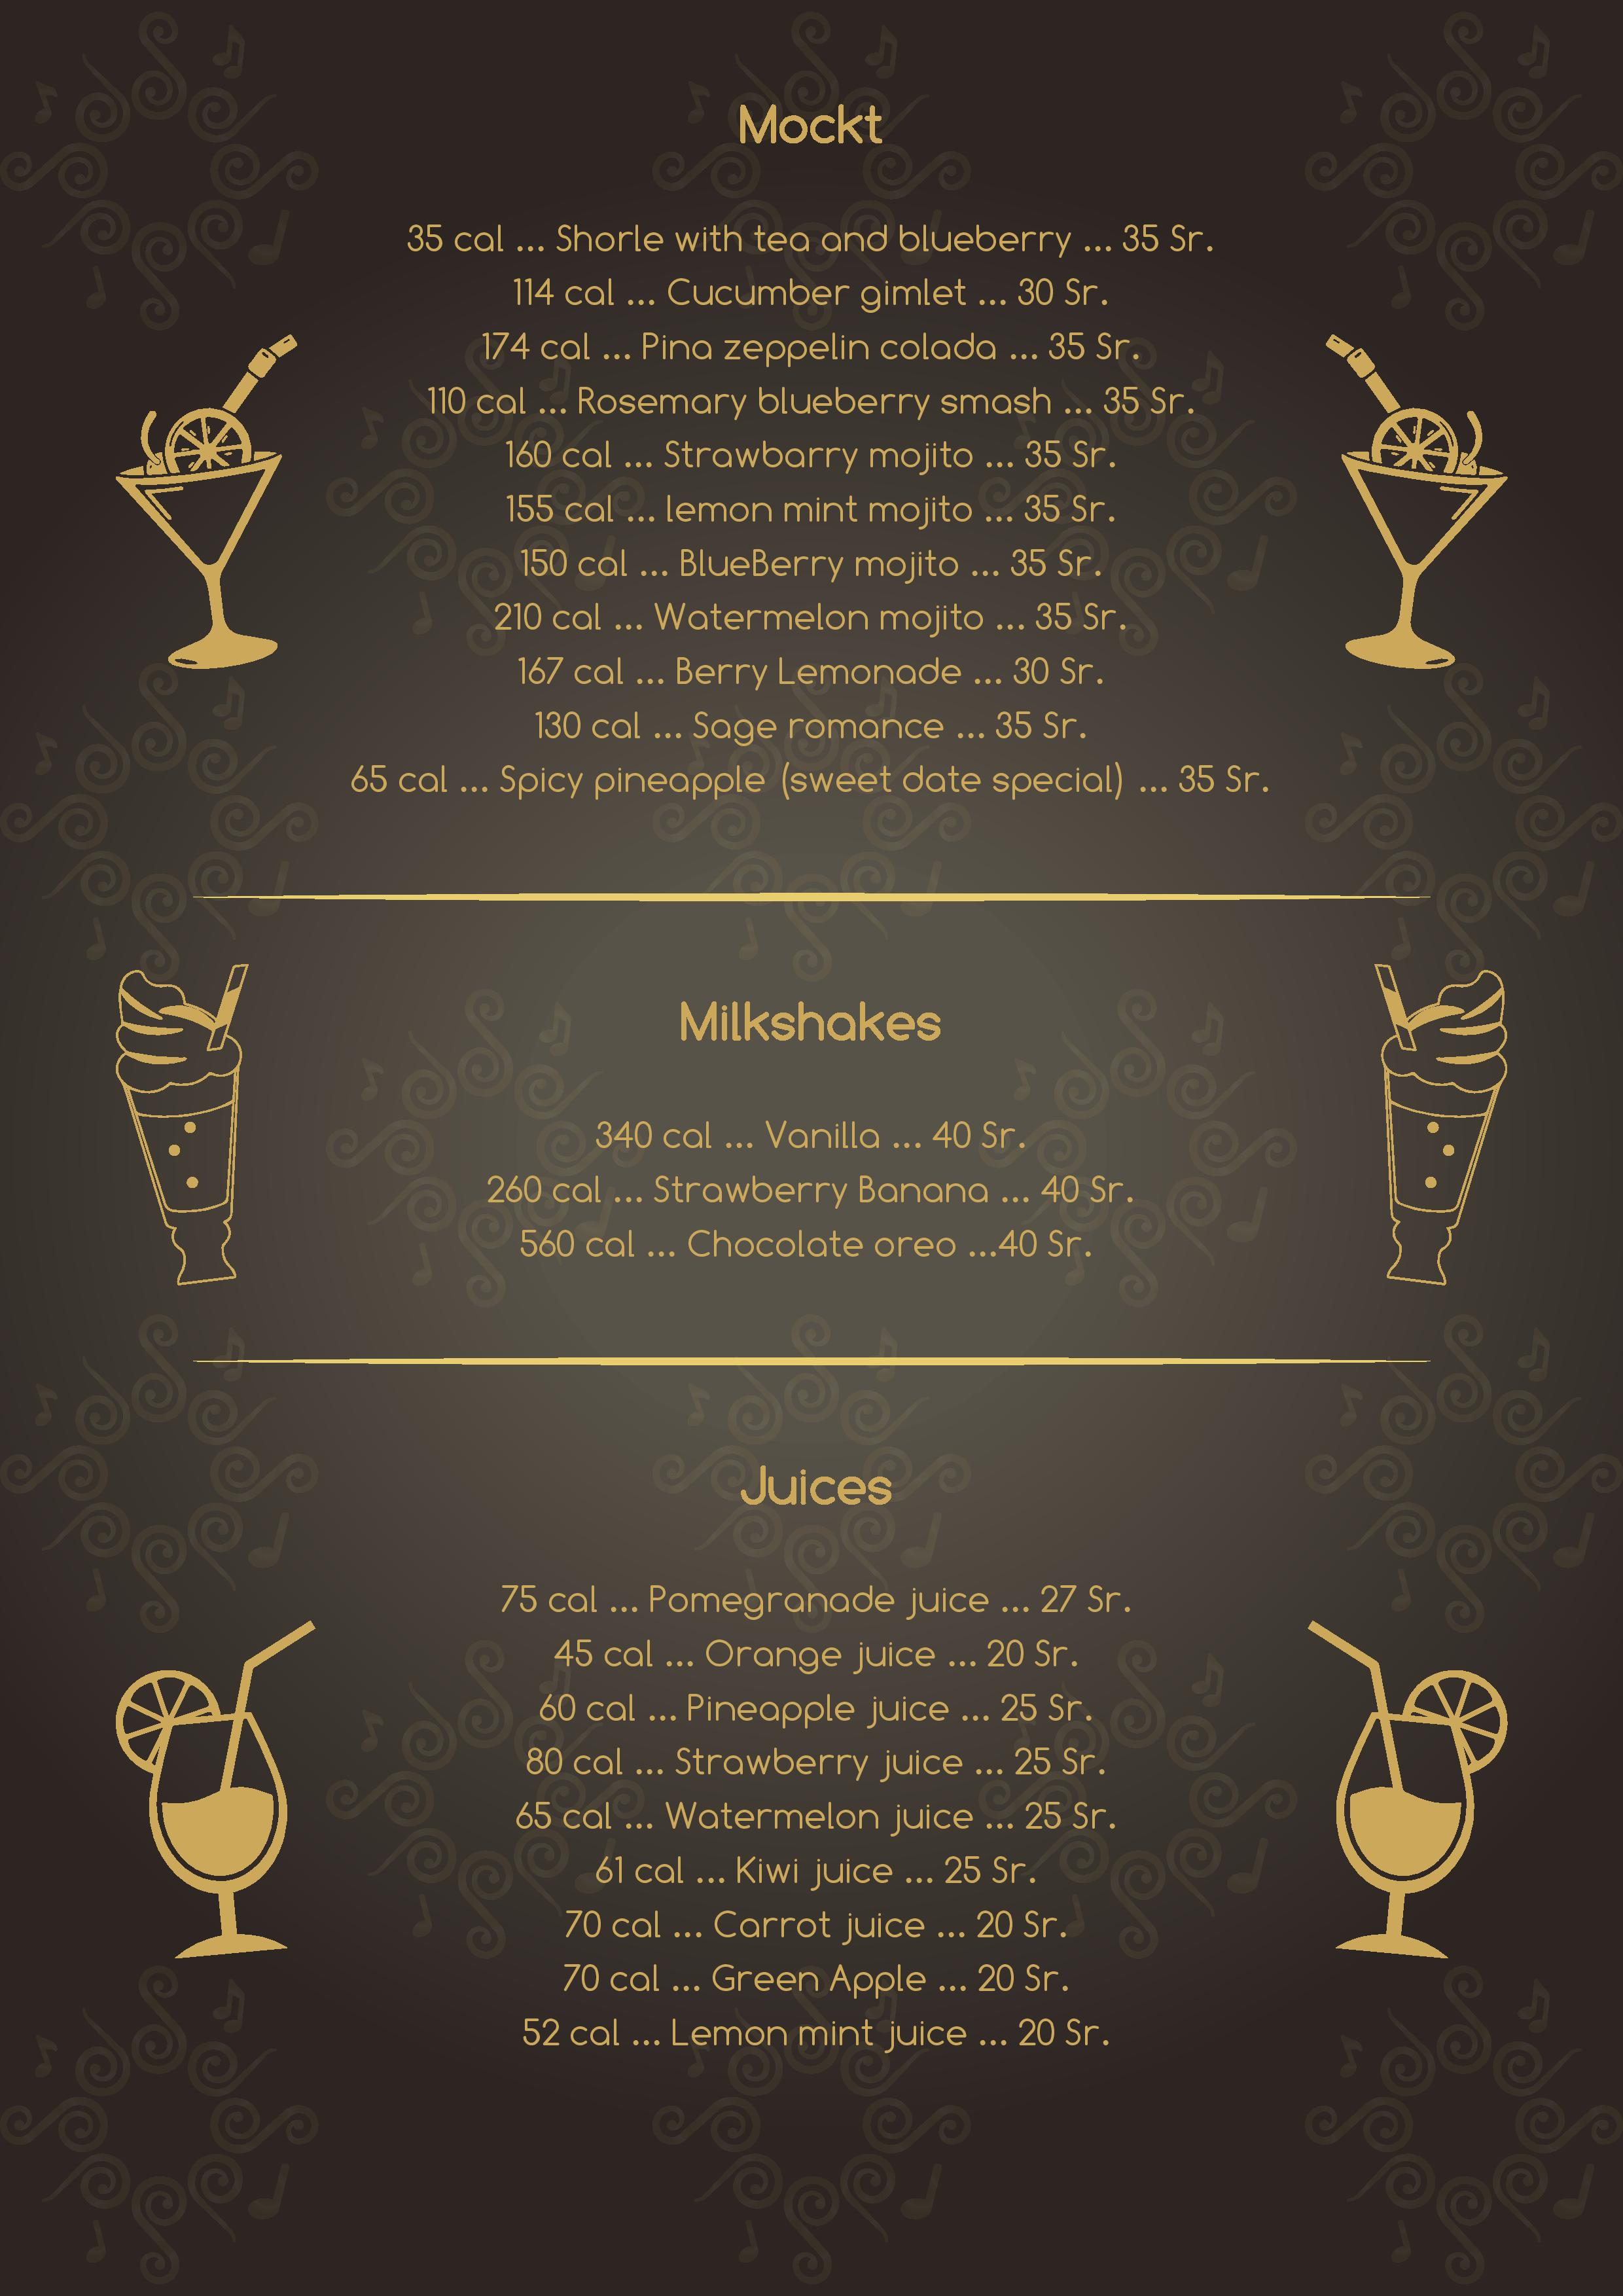 Mockt
35 cal ... Shorle with tea and blueberry ... 35 Sr.
114 cal ... Cucumber gimlet ... 30 Sr.
174 cal ... Pina zeppelin colada ... 35 Sr.
110 cal ... Rosemary blueberry smash ... 35 Sr.
160 cal ... Strawbarry mojito ... 35 Sr.
155 cal ... lemon mint mojito ... 35 Sr.
150 cal ... BlueBerry mojito ... 35 Sr.
210 cal ... Watermelon mojito ... 35 Sr.
167 cal ... Berry Lemonade ... 30 Sr.
130 cal ... Sage romance ... 35 Sr.
65 cal ... Spicy pineapple (sweet date special) ... 35 Sr.
Milkshakes
340 cal ... Vanilla ... 40 Sr.
260 cal ... Strawberry Banana ... 40 Sr.
560 cal ... Chocolate oreo ...40 Sr.
Juices
75 cal ... Pomegranade juice ... 27 Sr.
45 cal ... Orange juice ... 20 Sr.
60 cal ... Pineapple juice ... 25 Sr.
80 cal ... Strawberry juice ... 25 Sr.
65 cal ... Watermelon juice ... 25 Sr.
61 cal ... Kiwi juice ... 25 Sr.
70 cal ... Carrot juice ... 20 Sr.
70 cal ... Green Apple ... 20 Sr.
52 cal ... Lemon mint juice ... 20 Sr.